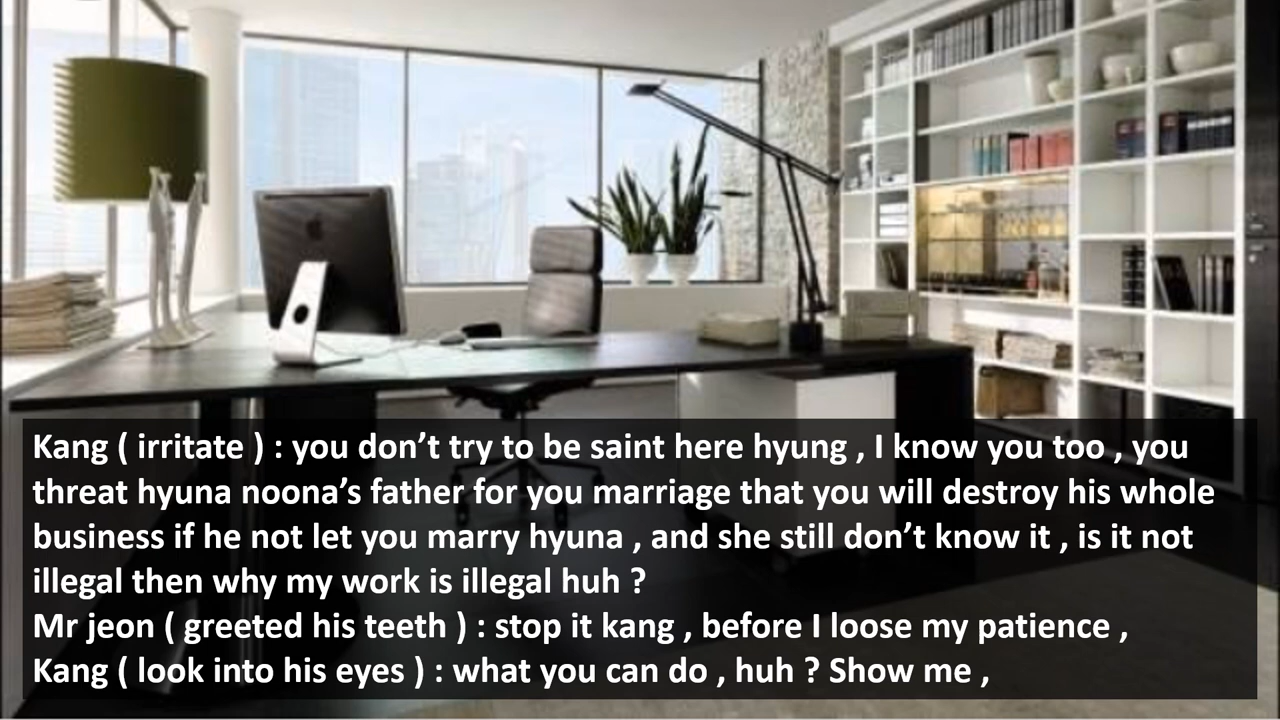 Kang ( irritate ) : you don’t try to be saint here hyung , I know you too , you
threat hyuna noona’s father for you marriage that you will destroy his whole
business if he not let you marry hyuna , and she still don’t know it , is it not
illegal then why my work is illegal huh ?
Mr jeon ( greeted his teeth ) : stop it kang , before I loose my patience ,
Kang ( look into his eyes ) : what you can do , huh ? Show me ,